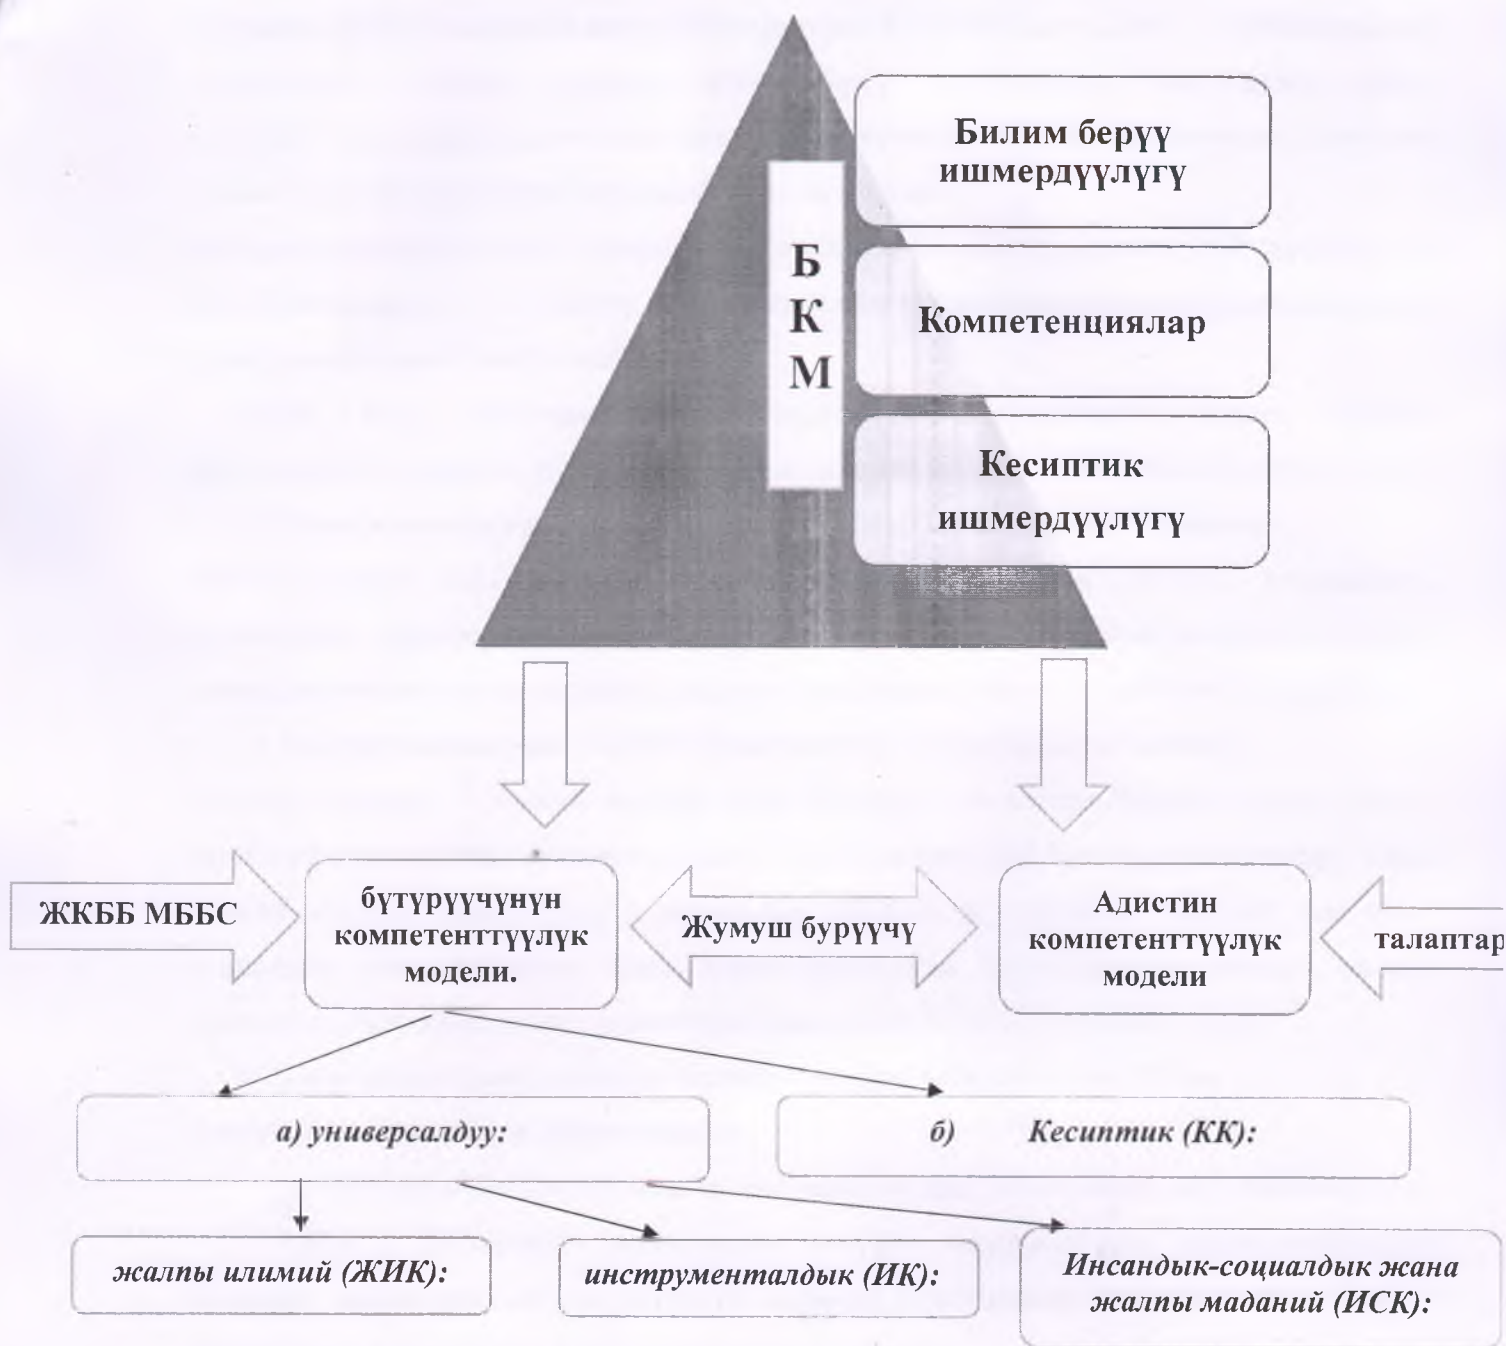 Билим берүү
ишмердүүлүгү
Б
К
М
Компетенциялар
Кесиптик
ишмердүүлүгү
ЖКББ МББС
бүтүрүүчүнүн
компетенттүүлүк
модели.
Жумуш бурүүчү
Адистин
компетенттүүлүк
модели
талаптар
а) универсалдуу:
б) Кесиптик (КК):
жалпы илимий (ЖИК):
инструменталдык (ИК):
Инсандык-социалдык жана
жалпы маданий (ИСК):